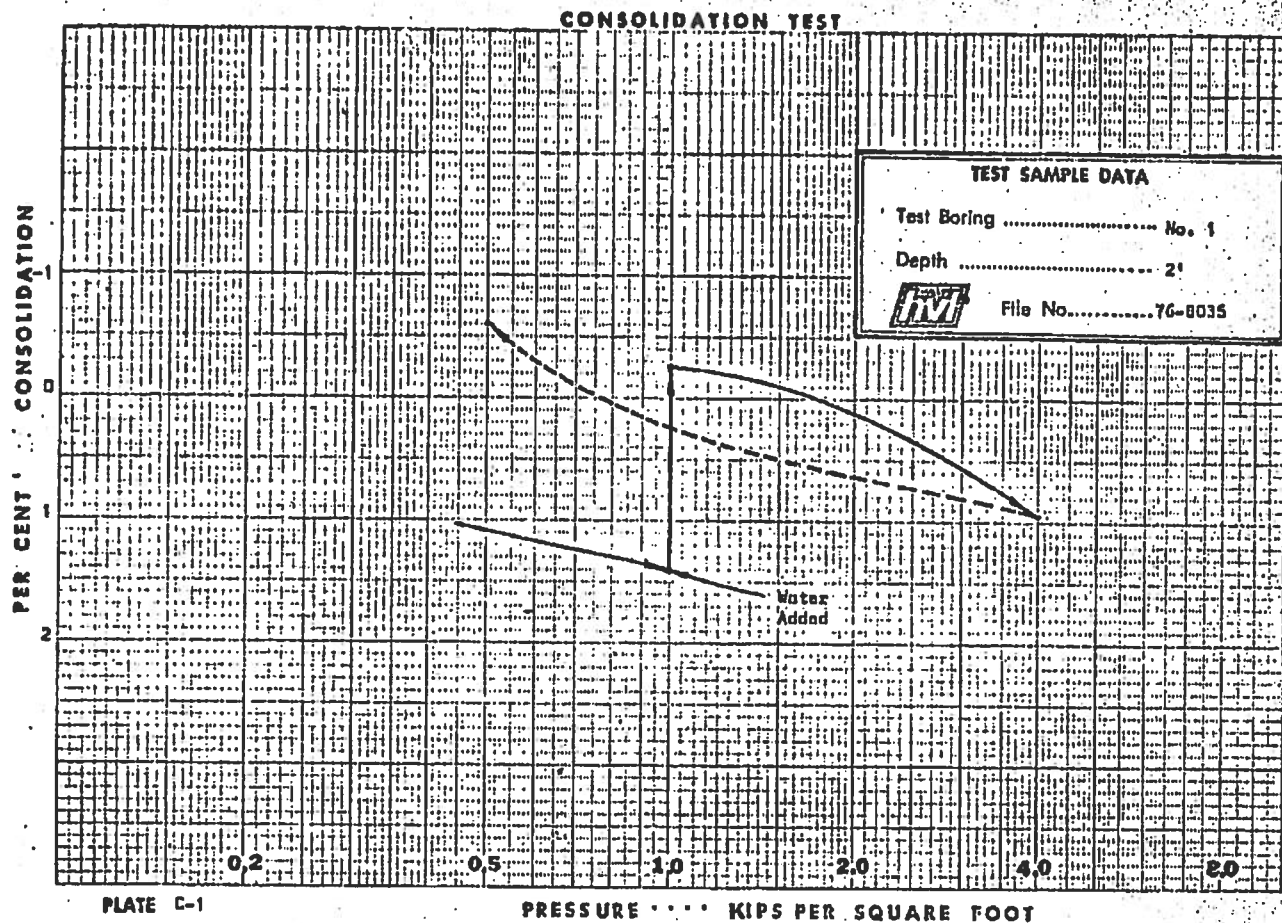 CONSOLIDATION TEST
TEST SAMPLE DATA
Test Boring .................... No. 1
Depth .................... 2'
File No. .......... 76-8035
PER CENT CONSOLIDATION
-1
0
1
2
Water
Added
0.2 0.5 1.0 2.0 4.0 8.0
PLATE C-1
PRESSURE .... KIPS PER SQUARE FOOT